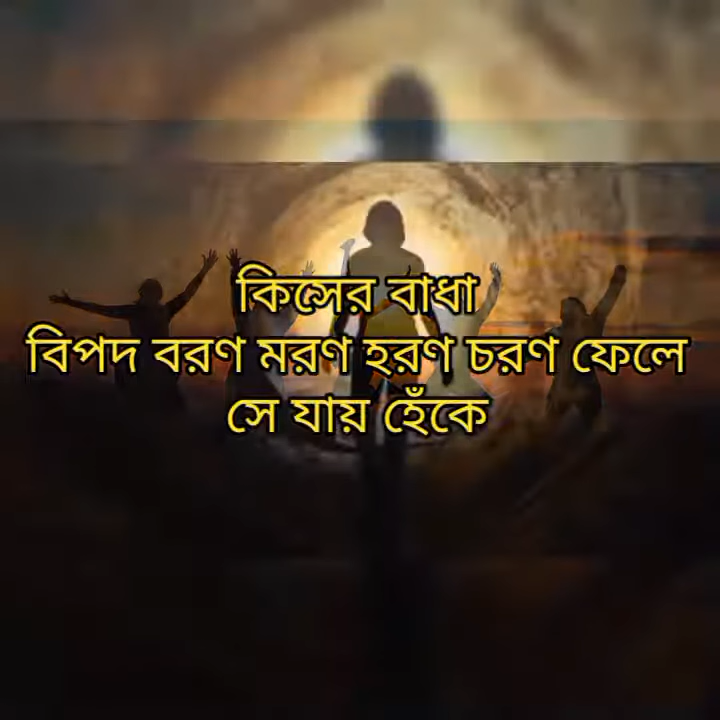 কিসের বাধা
বিপদ বরণ মরণ হরণ চরণ ফেলে
সে যায় হেঁকে